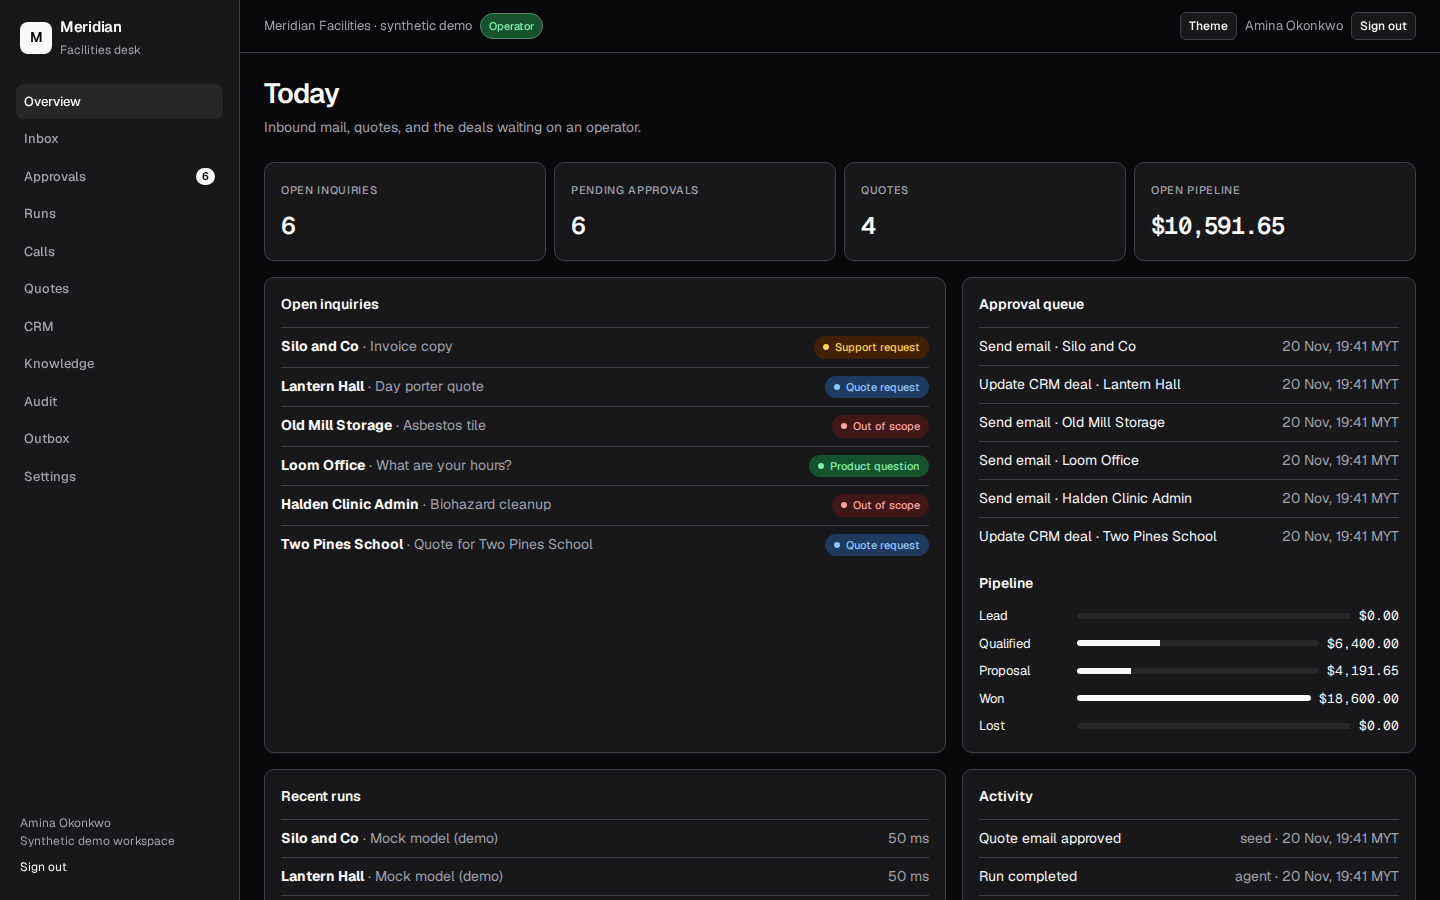 M
Meridian
Facilities desk
Overview
Inbox
Approvals 6
Runs
Calls
Quotes
CRM
Knowledge
Audit
Outbox
Settings
Amina Okonkwo
Synthetic demo workspace
Sign out
Meridian Facilities · synthetic demo Operator
Theme Amina Okonkwo Sign out
Today
Inbound mail, quotes, and the deals waiting on an operator.
OPEN INQUIRIES
6
PENDING APPROVALS
6
QUOTES
4
OPEN PIPELINE
$10,591.65
Open inquiries
Silo and Co · Invoice copy Support request
Lantern Hall · Day porter quote Quote request
Old Mill Storage · Asbestos tile Out of scope
Loom Office · What are your hours? Product question
Halden Clinic Admin · Biohazard cleanup Out of scope
Two Pines School · Quote for Two Pines School Quote request
Approval queue
Send email · Silo and Co 20 Nov, 19:41 MYT
Update CRM deal · Lantern Hall 20 Nov, 19:41 MYT
Send email · Old Mill Storage 20 Nov, 19:41 MYT
Send email · Loom Office 20 Nov, 19:41 MYT
Send email · Halden Clinic Admin 20 Nov, 19:41 MYT
Update CRM deal · Two Pines School 20 Nov, 19:41 MYT
Pipeline
Lead $0.00
Qualified $6,400.00
Proposal $4,191.65
Won $18,600.00
Lost $0.00
Recent runs
Silo and Co · Mock model (demo) 50 ms
Lantern Hall · Mock model (demo) 50 ms
Activity
Quote email approved seed · 20 Nov, 19:41 MYT
Run completed agent · 20 Nov, 19:41 MYT